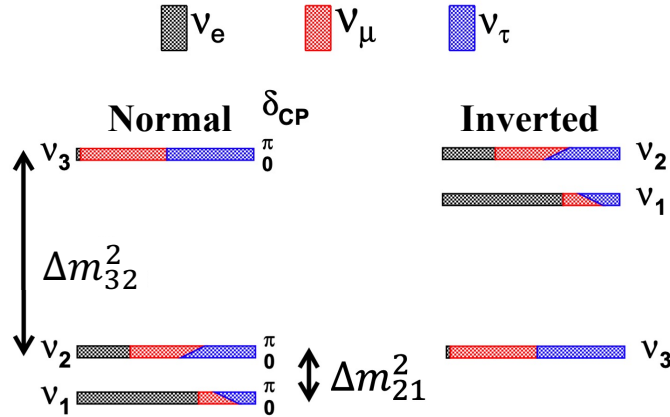 νe νμ ντ
Normal δCP Inverted
ν3 π 0 ν2
ν1
Δm²32
ν2 π 0 ν3
Δm²21
ν1 π 0